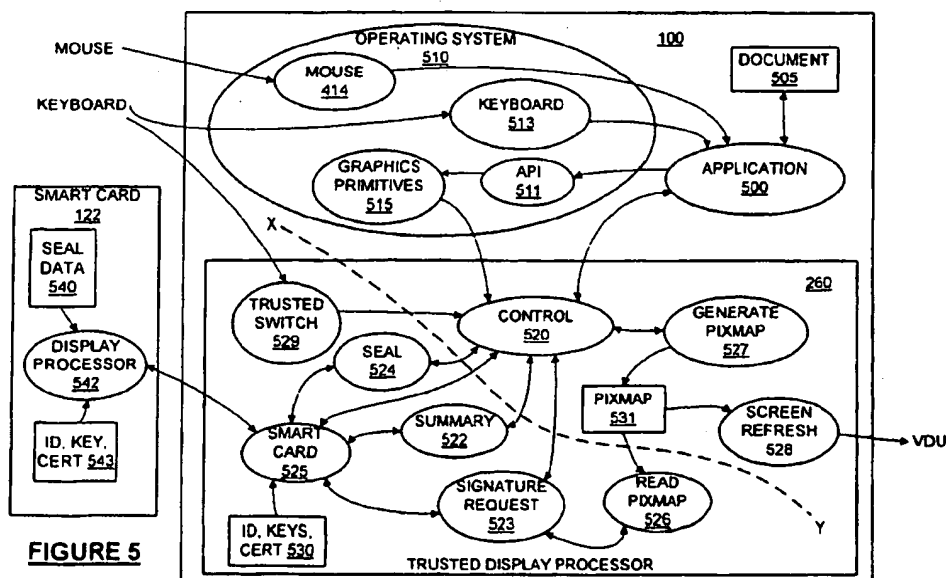 OPERATING SYSTEM
510
100
MOUSE
MOUSE
414
DOCUMENT
505
KEYBOARD
KEYBOARD
513
GRAPHICS
PRIMITIVES
515
API
511
APPLICATION
500
SMART CARD
122
SEAL
DATA
540
X
260
TRUSTED
SWITCH
529
CONTROL
520
GENERATE
PIXMAP
527
DISPLAY
PROCESSOR
542
SEAL
524
PIXMAP
531
SCREEN
REFRESH
528
VDU
SUMMARY
522
SMART
CARD
525
ID, KEY,
CERT 543
SIGNATURE
REQUEST
523
READ
PIXMAP
526
Y
ID, KEYS,
CERT 530
FIGURE 5
TRUSTED DISPLAY PROCESSOR